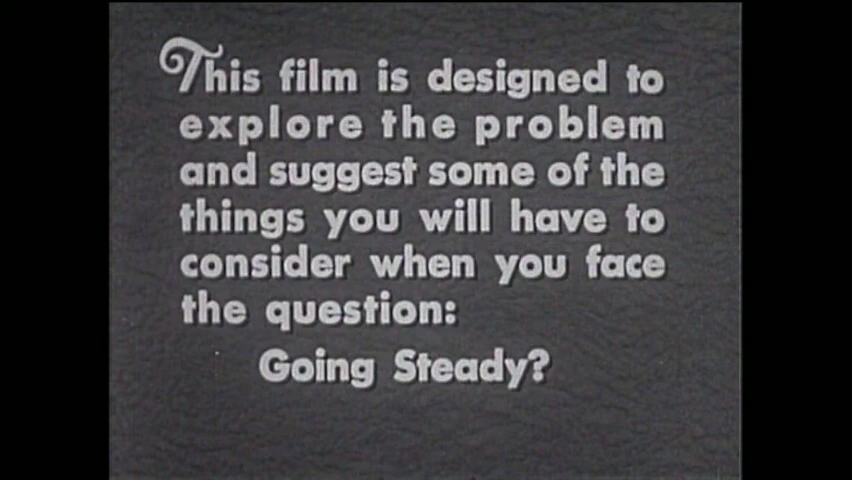 This film is designed to
explore the problem
and suggest some of the
things you will have to
consider when you face
the question:
Going Steady?